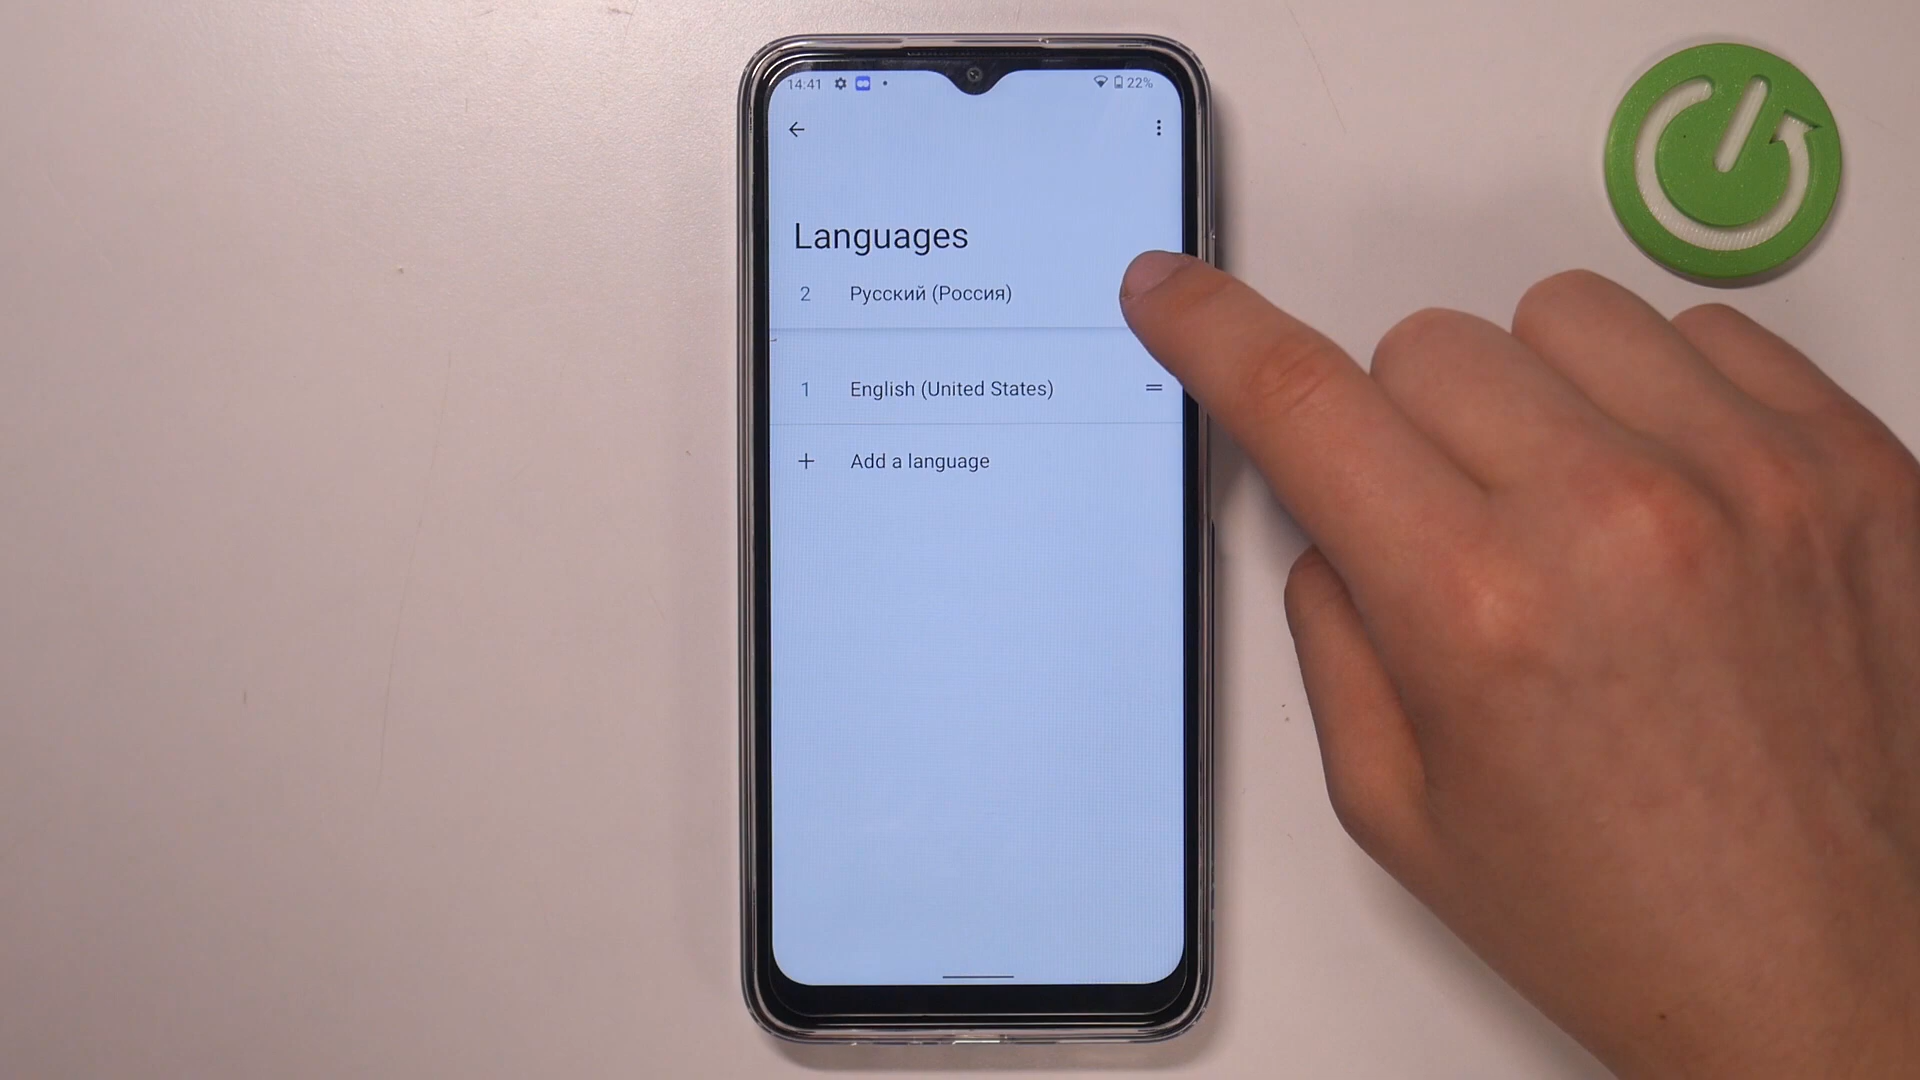 14:41 22%
Languages
2 Русский (Россия)
1 English (United States)
+ Add a language